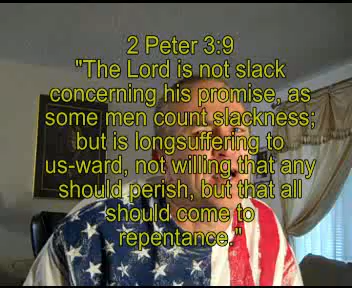 2 Peter 3:9
"The Lord is not slack
concerning his promise, as
some men count slackness;
but is longsuffering to
us-ward, not willing that any
should perish, but that all
should come to
repentance."